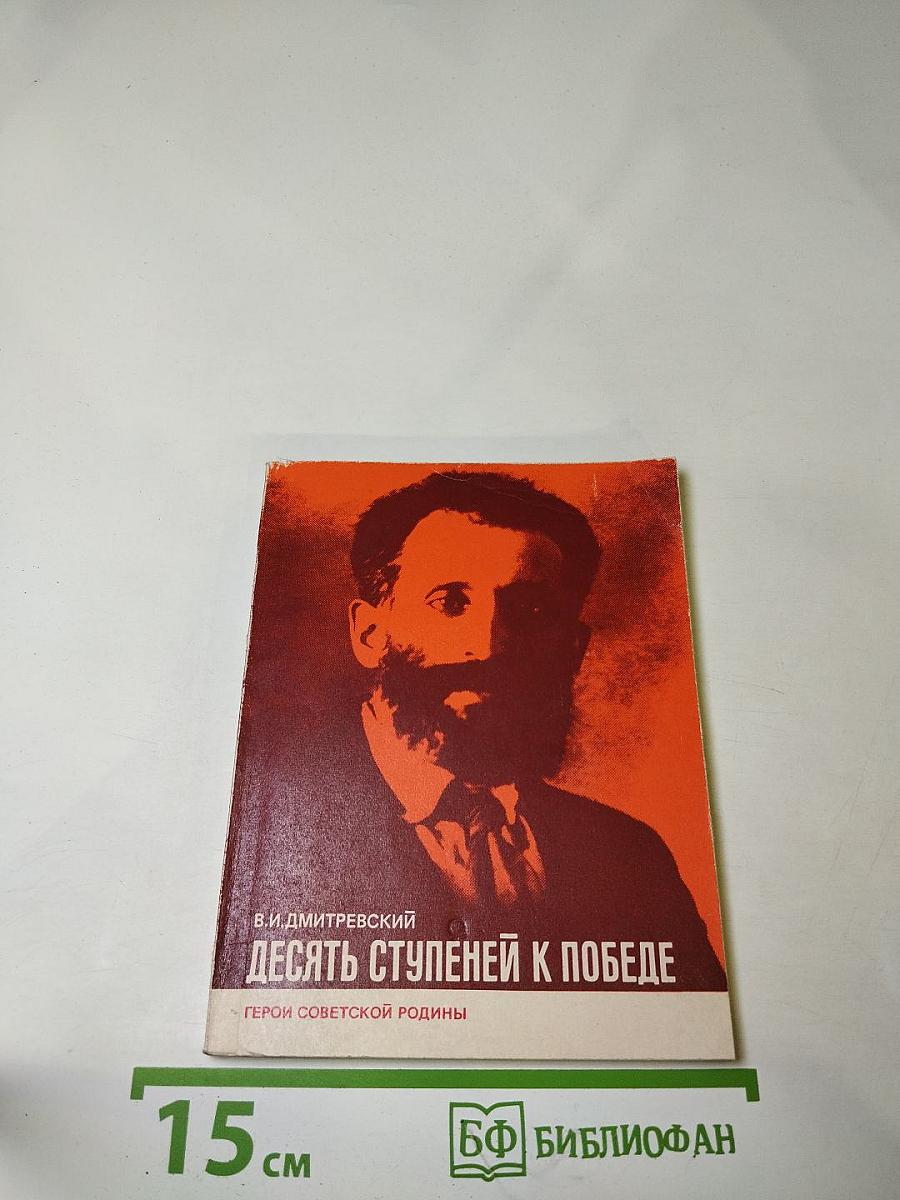 В.И.ДМИТРЕВСКИЙ
ДЕСЯТЬ СТУПЕНЕЙ К ПОБЕДЕ
ГЕРОИ СОВЕТСКОЙ РОДИНЫ
15 см
БФ БИБЛИОФАН